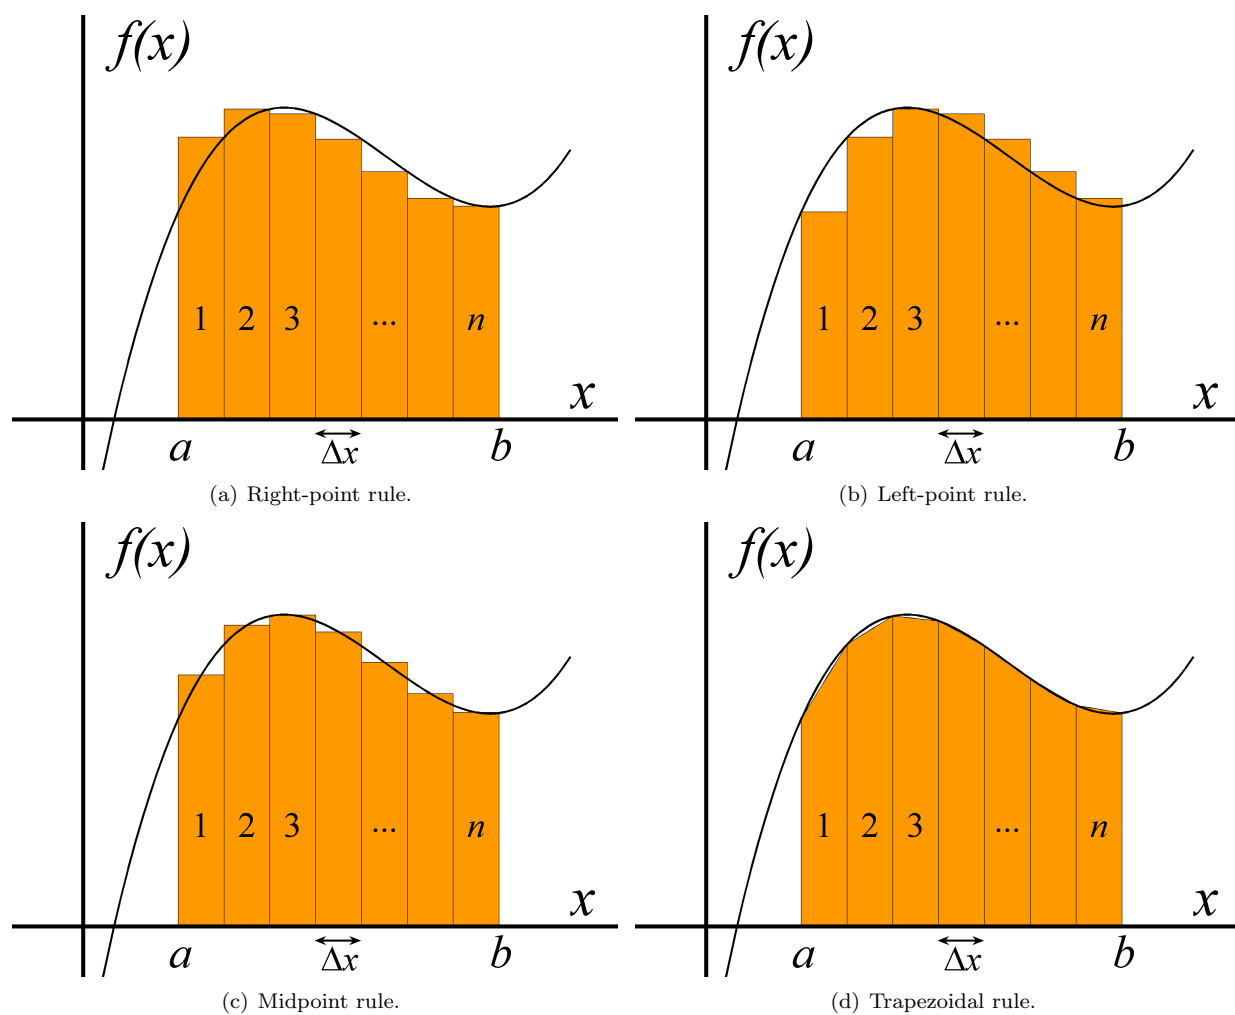 f(x)
1 2 3 ... n
x
a Δx b
(a) Right-point rule.
f(x)
1 2 3 ... n
x
a Δx b
(b) Left-point rule.
f(x)
1 2 3 ... n
x
a Δx b
(c) Midpoint rule.
f(x)
1 2 3 ... n
x
a Δx b
(d) Trapezoidal rule.